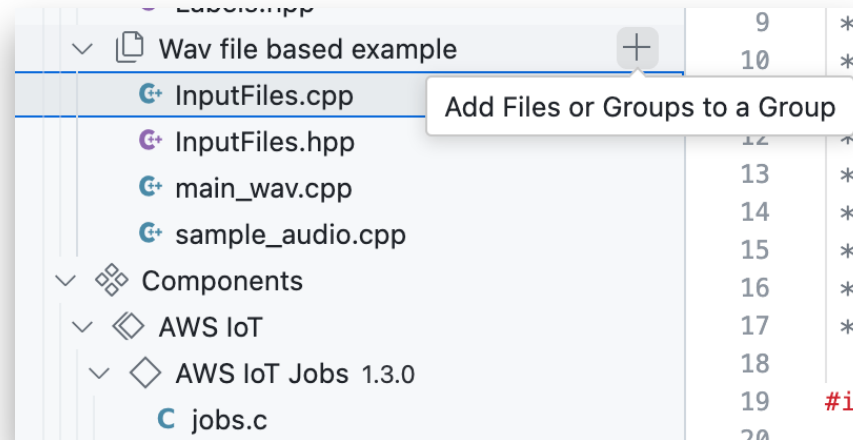 Labels.hpp
Wav file based example
InputFiles.cpp
Add Files or Groups to a Group
InputFiles.hpp
main_wav.cpp
sample_audio.cpp
Components
AWS IoT
AWS IoT Jobs 1.3.0
C jobs.c
9 *
10 *
12 *
13 *
14 *
15 *
16 *
17 *
18
19 #i
20